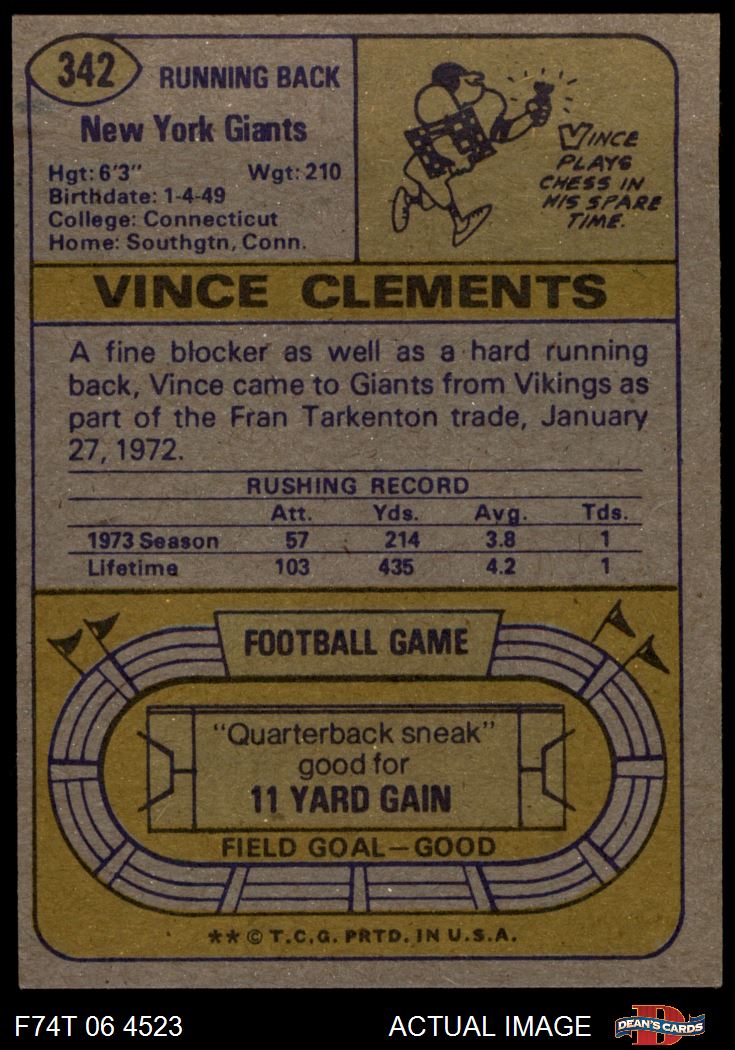 342
RUNNING BACK
New York Giants
Hgt: 6'3" Wgt: 210
Birthdate: 1-4-49
College: Connecticut
Home: Southgtn, Conn.
VINCE
PLAYS
CHESS IN
HIS SPARE
TIME.
VINCE CLEMENTS
A fine blocker as well as a hard running
back, Vince came to Giants from Vikings as
part of the Fran Tarkenton trade, January
27, 1972.
RUSHING RECORD
Att. Yds. Avg. Tds.
1973 Season 57 214 3.8 1
Lifetime 103 435 4.2 1
FOOTBALL GAME
"Quarterback sneak"
good for
11 YARD GAIN
FIELD GOAL—GOOD
** © T.C.G. PRTD. IN U.S.A.
F74T 06 4523 ACTUAL IMAGE
D
DEAN'S CARDS